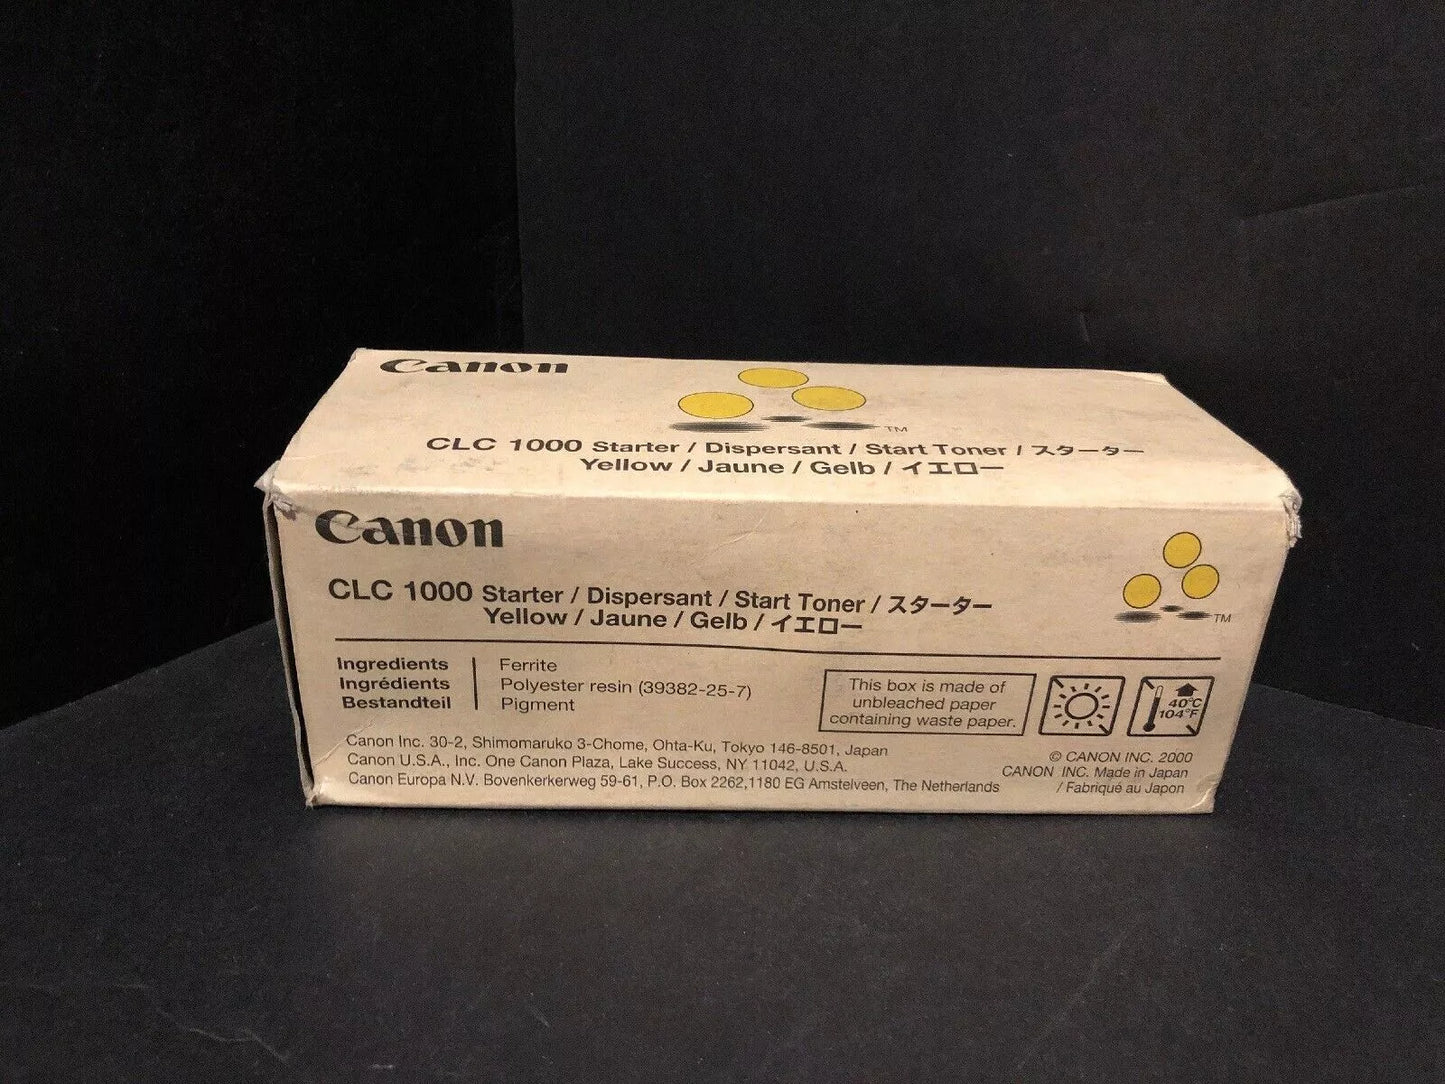 Canon
TM
CLC 1000 Starter / Dispersant / Start Toner / スターター
Yellow / Jaune / Gelb / イエロー
Canon
TM
CLC 1000 Starter / Dispersant / Start Toner / スターター
Yellow / Jaune / Gelb / イエロー
Ingredients
Ingrédients
Bestandteil
Ferrite
Polyester resin (39382-25-7)
Pigment
This box is made of
unbleached paper
containing waste paper.
40°C
104°F
Canon Inc. 30-2, Shimomaruko 3-Chome, Ohta-Ku, Tokyo 146-8501, Japan
Canon U.S.A., Inc. One Canon Plaza, Lake Success, NY 11042, U.S.A.
Canon Europa N.V. Bovenkerkerweg 59-61, P.O. Box 2262,1180 EG Amstelveen, The Netherlands
© CANON INC. 2000
CANON INC. Made in Japan
/ Fabriqué au Japon